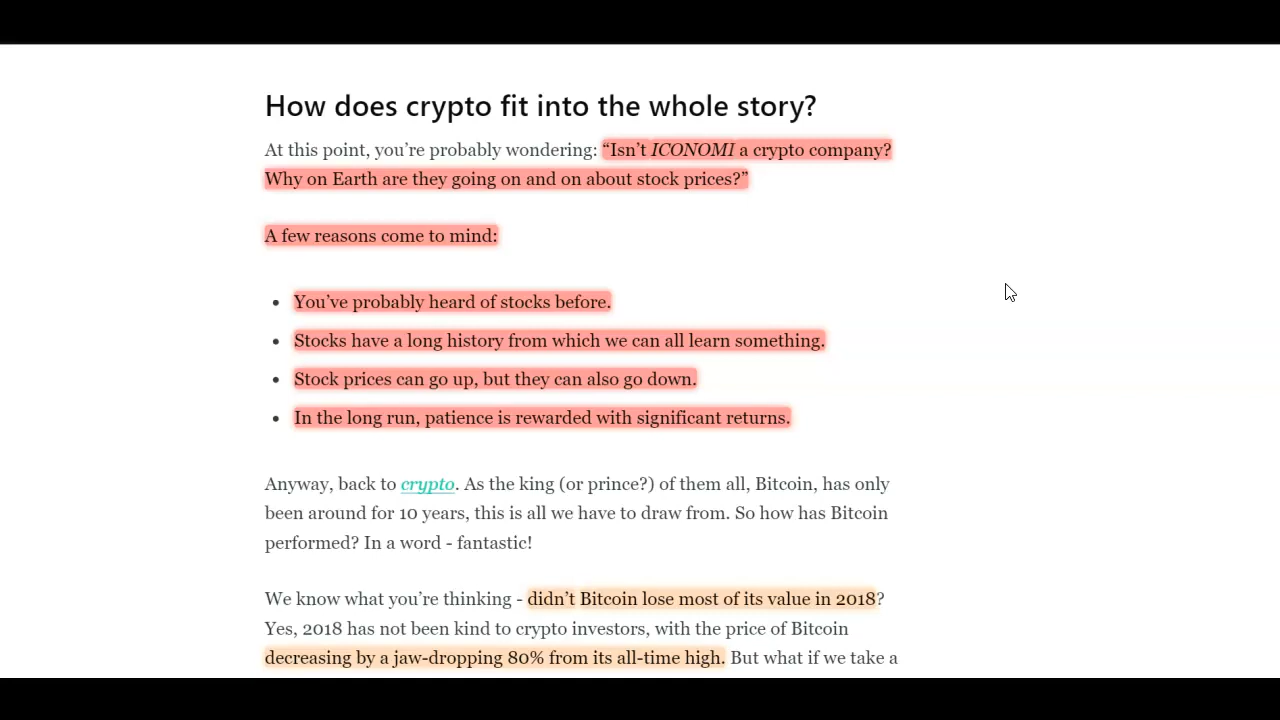 How does crypto fit into the whole story?
At this point, you’re probably wondering: “Isn’t ICONOMI a crypto company?
Why on Earth are they going on and on about stock prices?”
A few reasons come to mind:
• You’ve probably heard of stocks before.
• Stocks have a long history from which we can all learn something.
• Stock prices can go up, but they can also go down.
• In the long run, patience is rewarded with significant returns.
Anyway, back to crypto. As the king (or prince?) of them all, Bitcoin, has only
been around for 10 years, this is all we have to draw from. So how has Bitcoin
performed? In a word - fantastic!
We know what you’re thinking - didn’t Bitcoin lose most of its value in 2018?
Yes, 2018 has not been kind to crypto investors, with the price of Bitcoin
decreasing by a jaw-dropping 80% from its all-time high. But what if we take a